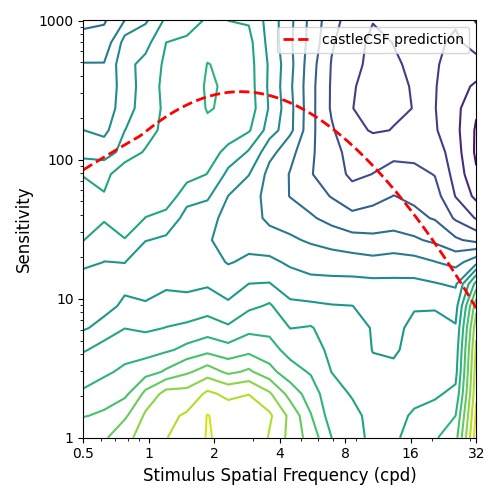 1000
castleCSF prediction
100
Sensitivity
10
1
0.5 1 2 4 8 16 32
Stimulus Spatial Frequency (cpd)